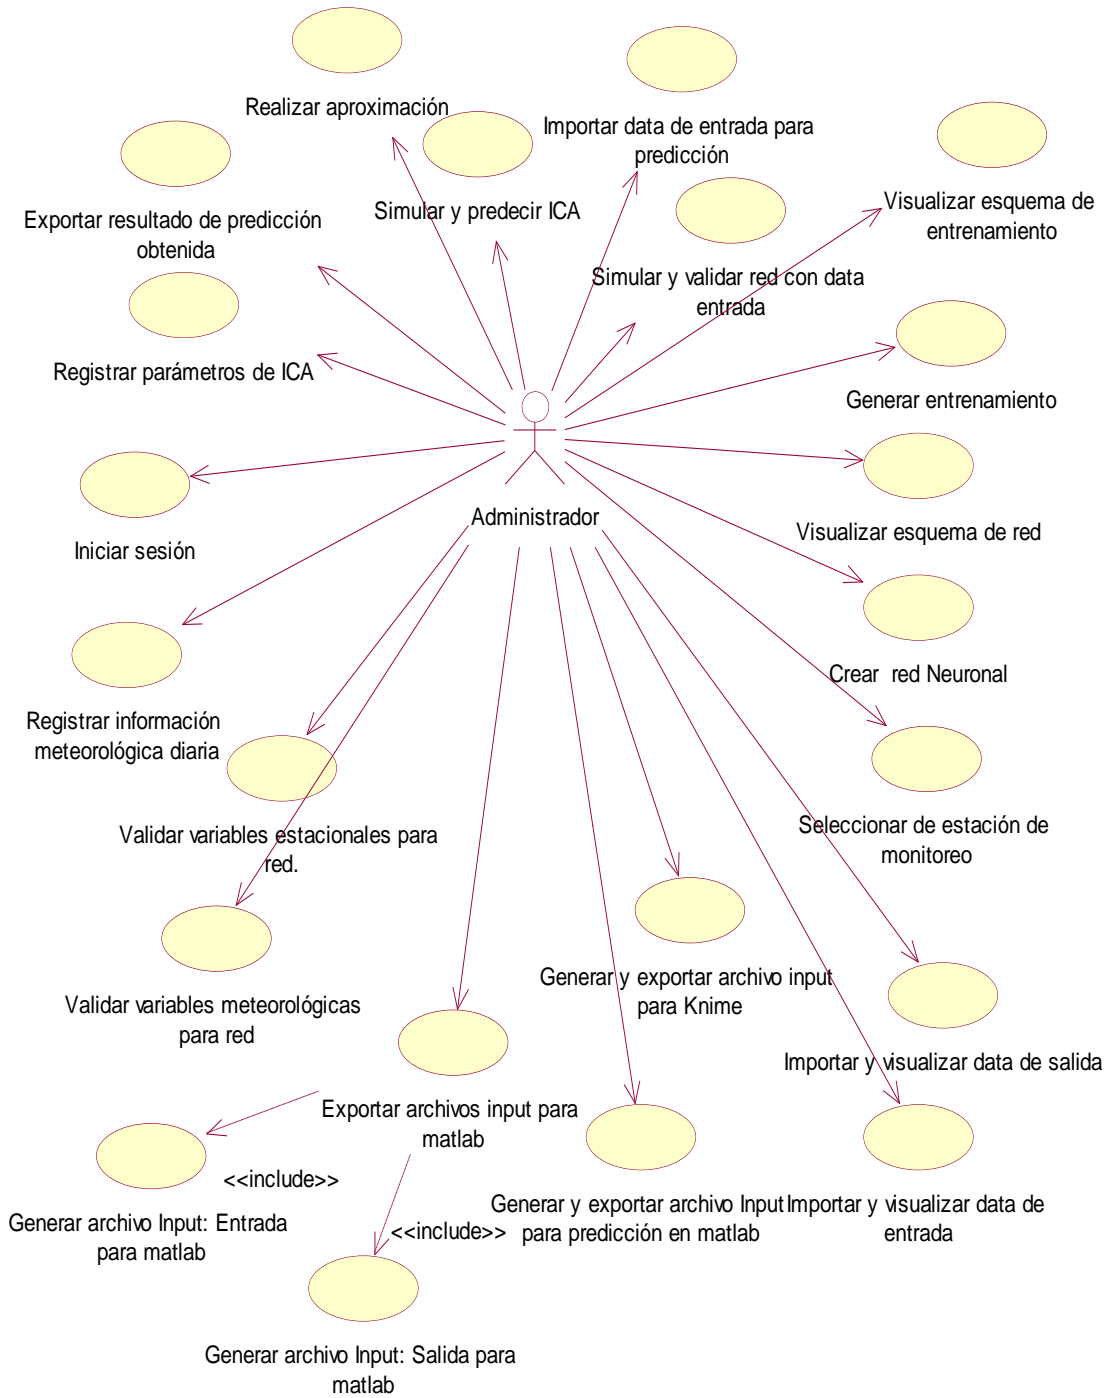 Realizar aproximación
Importar data de entrada para
predicción
Simular y predecir ICA
Visualizar esquema de
entrenamiento
Exportar resultado de predicción
obtenida
Simular y validar red con data
entrada
Registrar parámetros de ICA
Generar entrenamiento
Administrador
Visualizar esquema de red
Iniciar sesión
Crear red Neuronal
Registrar información
meteorológica diaria
Seleccionar de estación de
monitoreo
Validar variables estacionales para
red.
Generar y exportar archivo input
para Knime
Validar variables meteorológicas
para red
Importar y visualizar data de salida
Exportar archivos input para
matlab
<<include>>
Generar archivo Input: Entrada
para matlab
<<include>>
Generar y exportar archivo Input
para predicción en matlab
Importar y visualizar data de
entrada
Generar archivo Input: Salida para
matlab